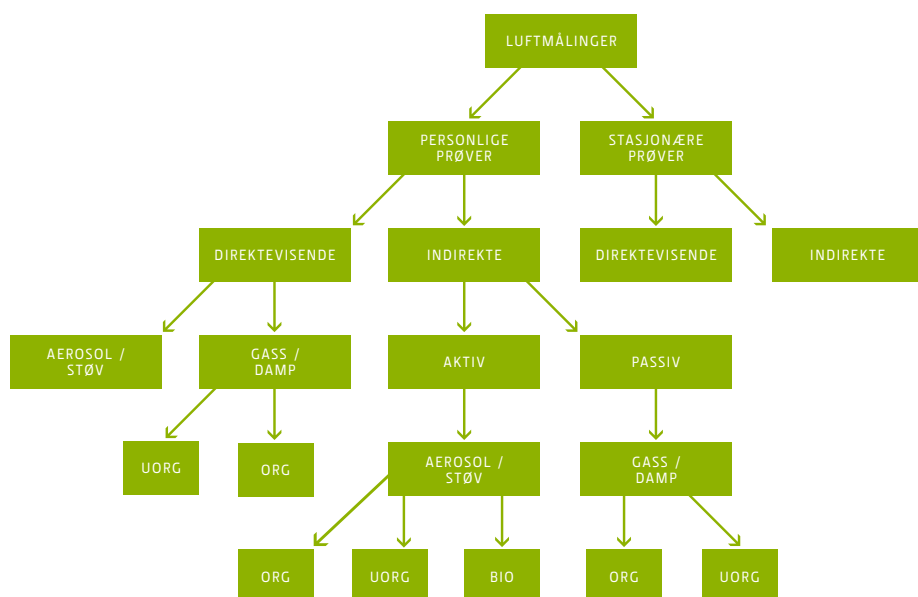 LUFTMÅLINGER
PERSONLIGE
PRØVER
STASJONÆRE
PRØVER
DIREKTEVISENDE
INDIREKTE
DIREKTEVISENDE
INDIREKTE
AEROSOL /
STØV
GASS /
DAMP
AKTIV
PASSIV
UORG
ORG
AEROSOL /
STØV
GASS /
DAMP
ORG
UORG
BIO
ORG
UORG